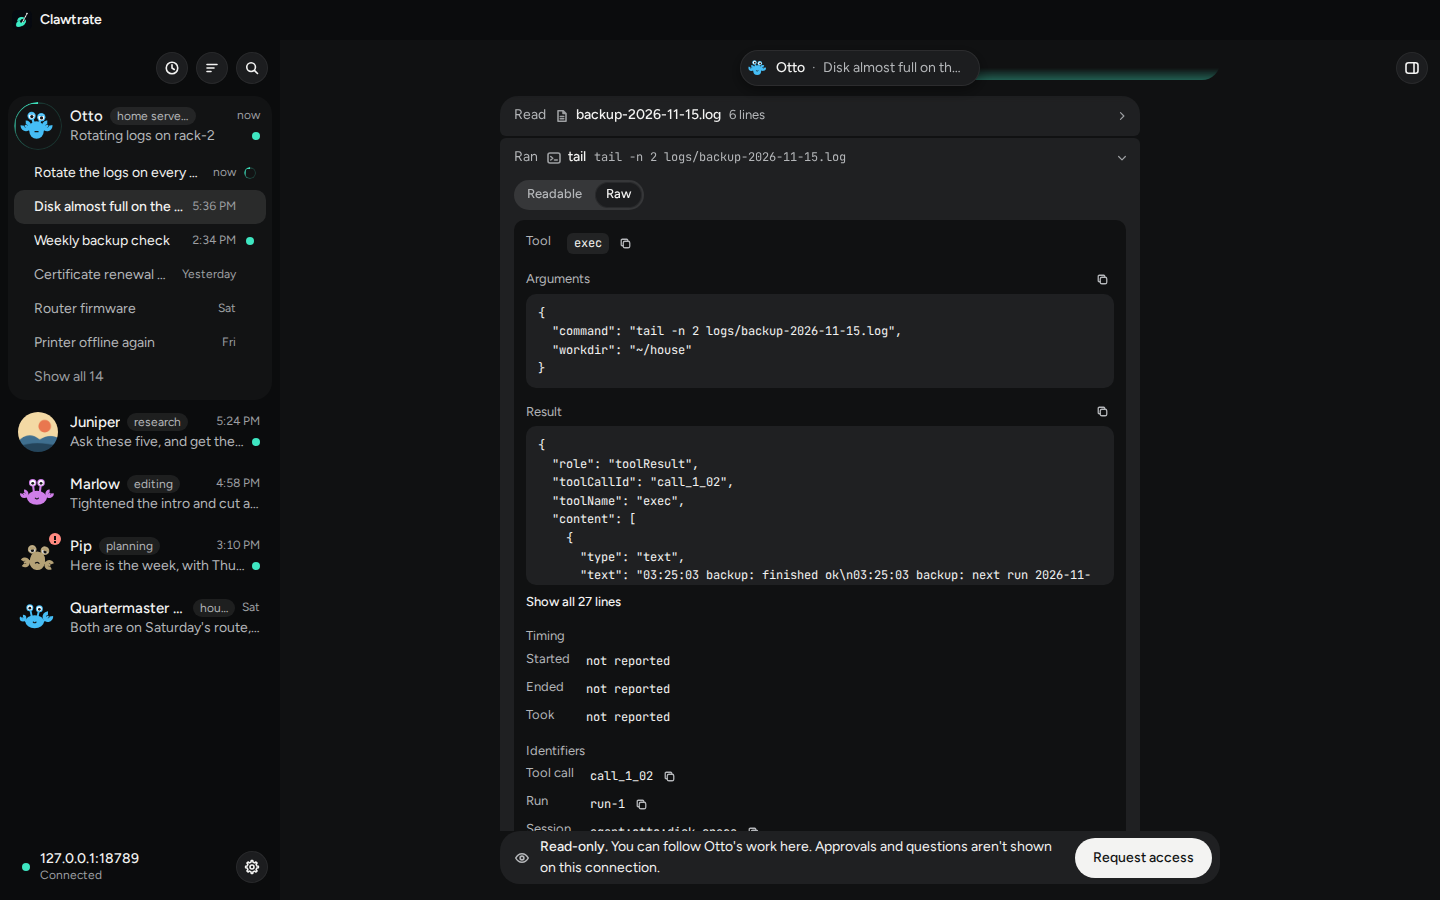 Clawtrate
Otto · Disk almost full on th...
Otto home serve... now
Rotating logs on rack-2
Rotate the logs on every ... now
Disk almost full on the ... 5:36 PM
Weekly backup check 2:34 PM
Certificate renewal ... Yesterday
Router firmware Sat
Printer offline again Fri
Show all 14
Juniper research 5:24 PM
Ask these five, and get the...
Marlow editing 4:58 PM
Tightened the intro and cut a...
Pip planning 3:10 PM
Here is the week, with Thu...
Quartermaster ... hou... Sat
Both are on Saturday's route,...
127.0.0.1:18789
Connected
Read backup-2026-11-15.log 6 lines
Ran tail tail -n 2 logs/backup-2026-11-15.log
Readable Raw
Tool exec
Arguments
{
"command": "tail -n 2 logs/backup-2026-11-15.log",
"workdir": "~/house"
}
Result
{
"role": "toolResult",
"toolCallId": "call_1_02",
"toolName": "exec",
"content": [
{
"type": "text",
"text": "03:25:03 backup: finished ok\n03:25:03 backup: next run 2026-11-
Show all 27 lines
Timing
Started not reported
Ended not reported
Took not reported
Identifiers
Tool call call_1_02
Run run-1
Session
Read-only. You can follow Otto's work here. Approvals and questions aren't shown
on this connection.
Request access